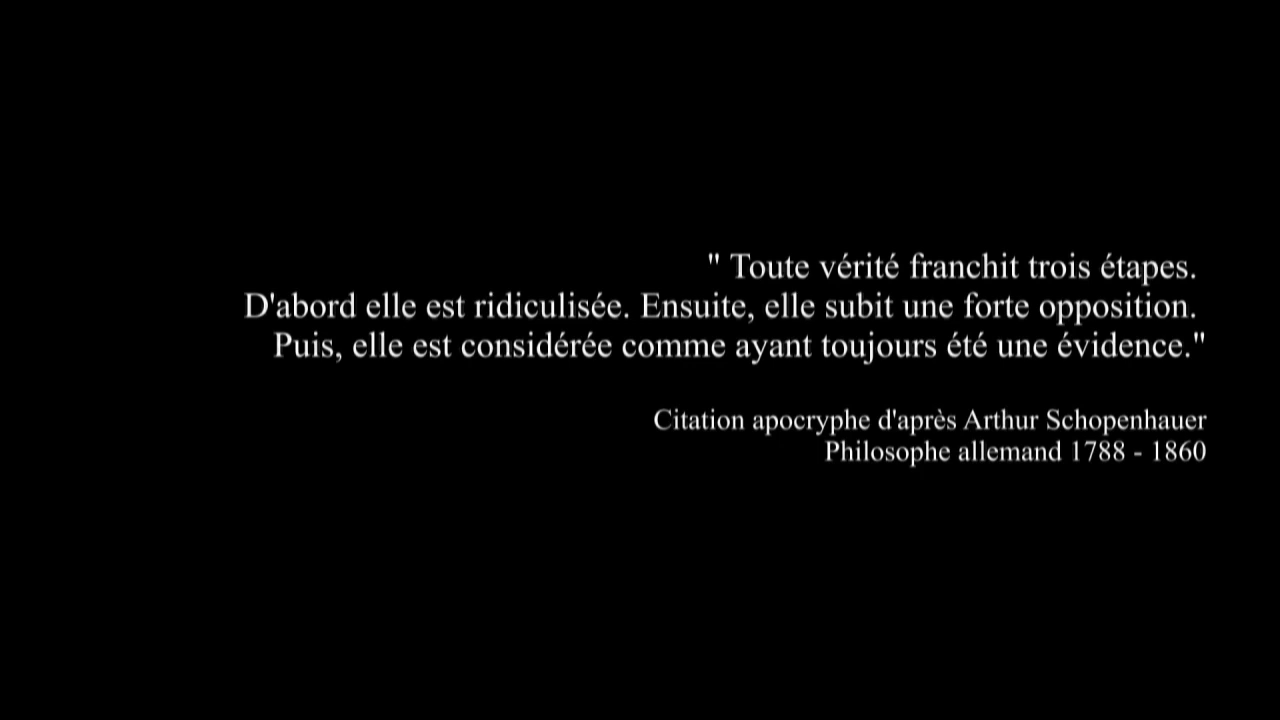 " Toute vérité franchit trois étapes.
D'abord elle est ridiculisée. Ensuite, elle subit une forte opposition.
Puis, elle est considérée comme ayant toujours été une évidence."
Citation apocryphe d'après Arthur Schopenhauer
Philosophe allemand 1788 - 1860